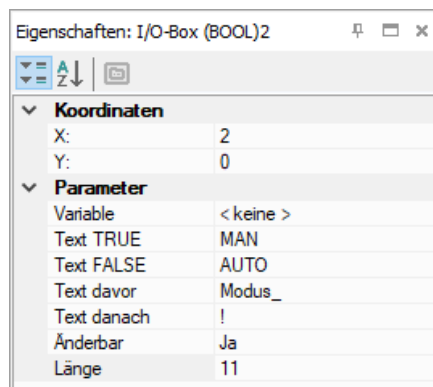 Eigenschaften: I/O-Box (BOOL)2
Koordinaten
X: 2
Y: 0
Parameter
Variable < keine >
Text TRUE MAN
Text FALSE AUTO
Text davor Modus_
Text danach !
Änderbar Ja
Länge 11